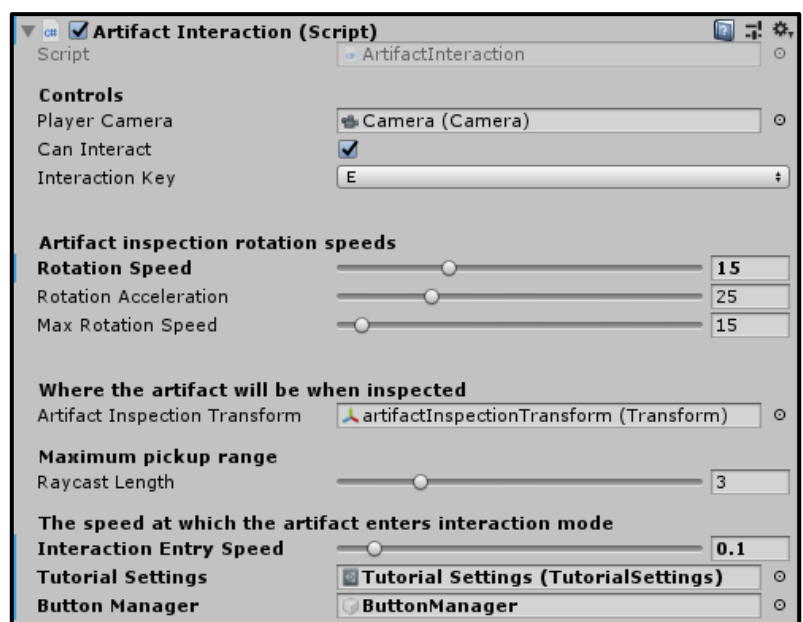 Artifact Interaction (Script)
Script ArtifactInteraction
Controls
Player Camera Camera (Camera)
Can Interact
Interaction Key E
Artifact inspection rotation speeds
Rotation Speed 15
Rotation Acceleration 25
Max Rotation Speed 15
Where the artifact will be when inspected
Artifact Inspection Transform artifactInspectionTransform (Transform)
Maximum pickup range
Raycast Length 3
The speed at which the artifact enters interaction mode
Interaction Entry Speed 0.1
Tutorial Settings Tutorial Settings (TutorialSettings)
Button Manager ButtonManager